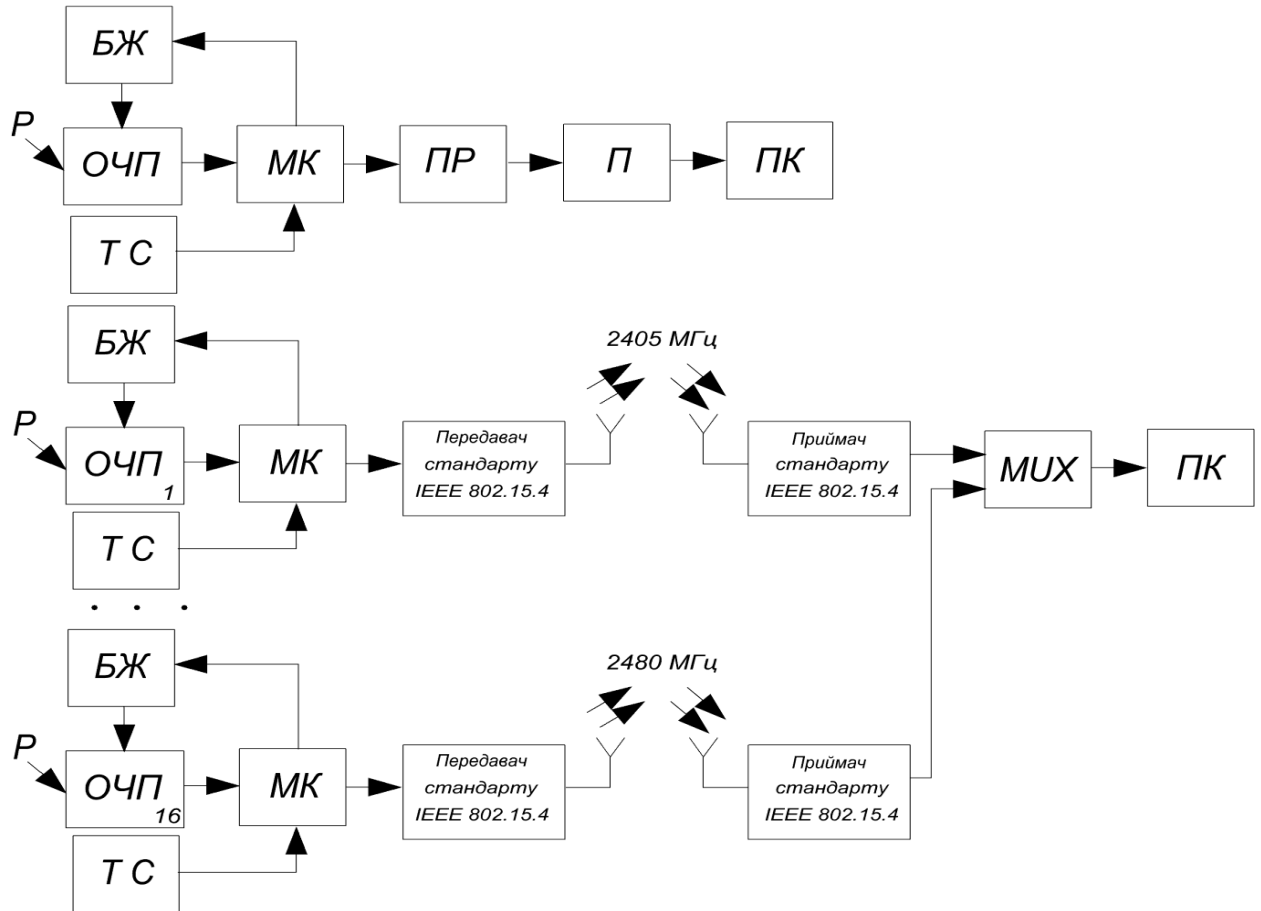 БЖ
P
ОЧП
МК
ПР
П
ПК
Т С
БЖ
2405 МГц
P
ОЧП
1
МК
Передавач
стандарту
IEEE 802.15.4
Приймач
стандарту
IEEE 802.15.4
MUX
ПК
Т С
. . .
БЖ
2480 МГц
P
ОЧП
16
МК
Передавач
стандарту
IEEE 802.15.4
Приймач
стандарту
IEEE 802.15.4
Т С